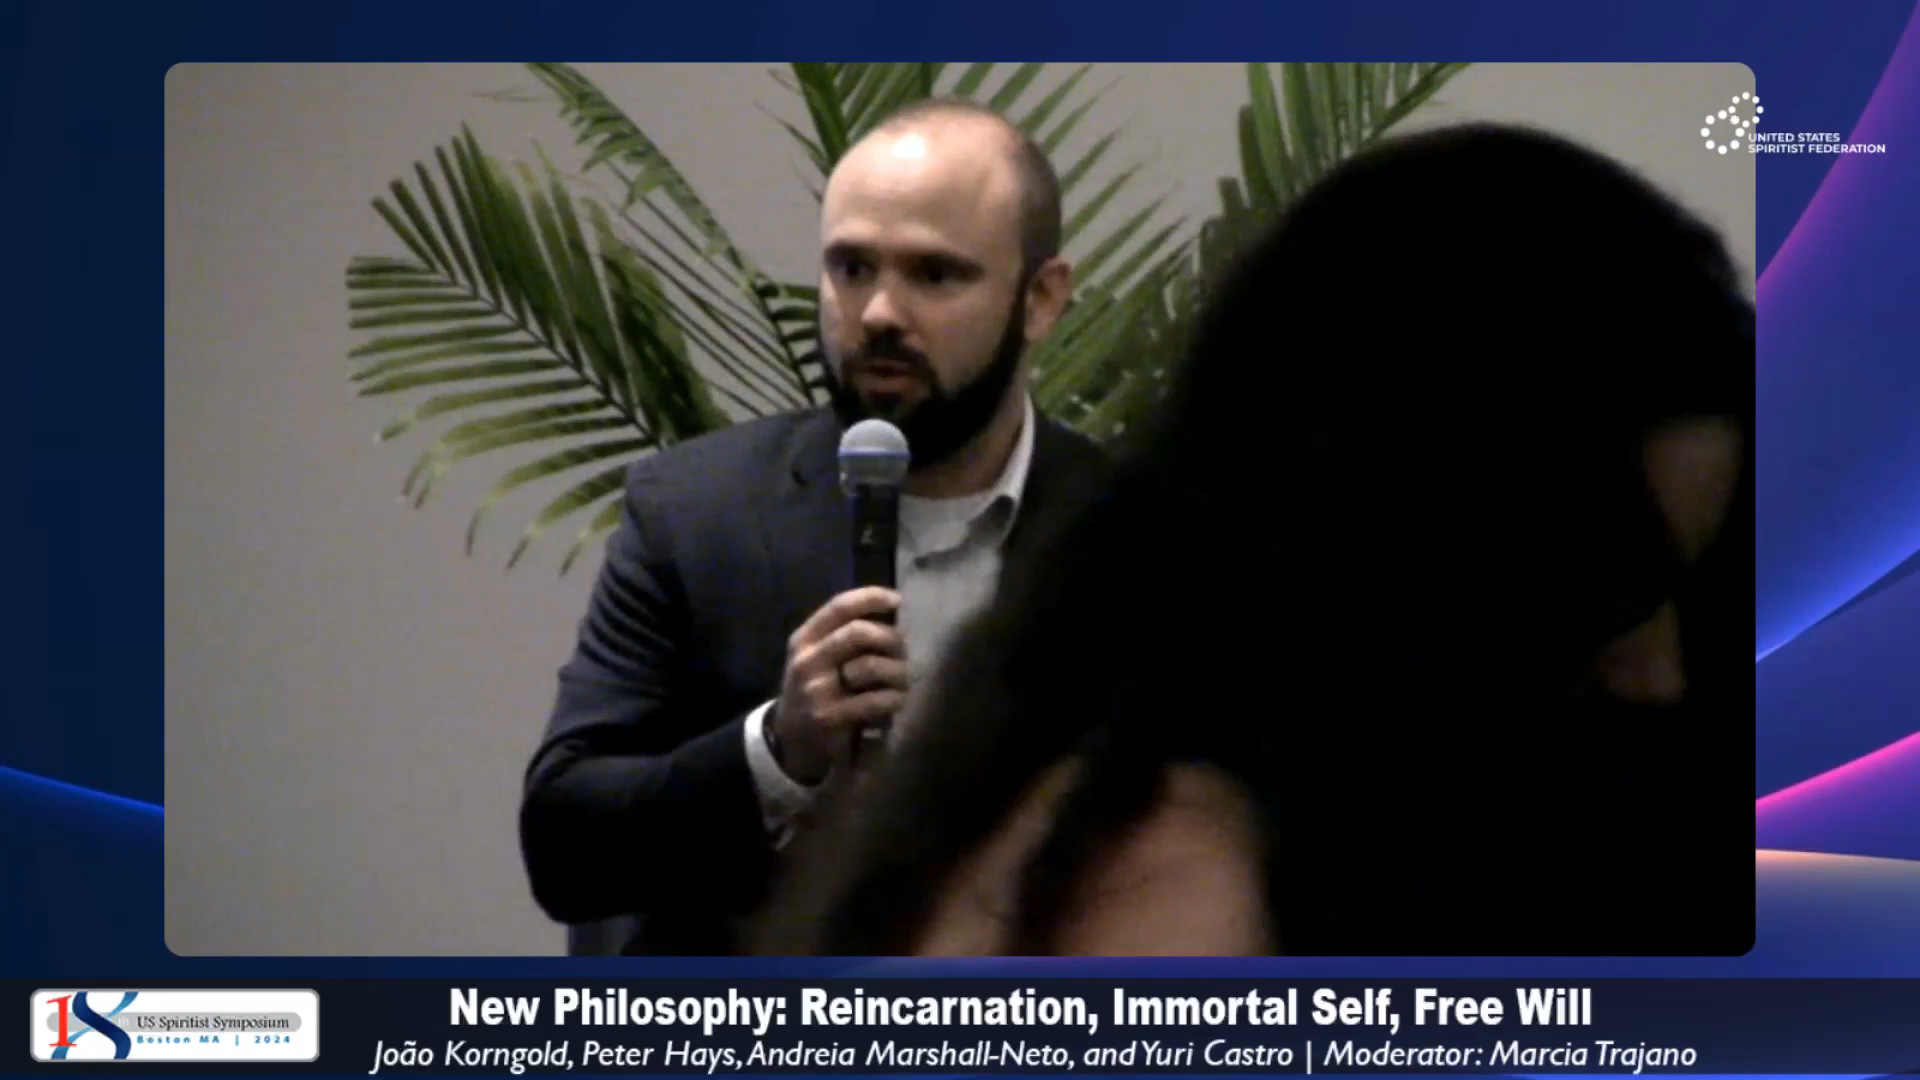 UNITED STATES
SPIRITIST FEDERATION
New Philosophy: Reincarnation, Immortal Self, Free Will
João Korngold, Peter Hays, Andreia Marshall-Neto, and Yuri Castro | Moderator: Marcia Trajano
18th US Spiritist Symposium
Boston MA | 2024